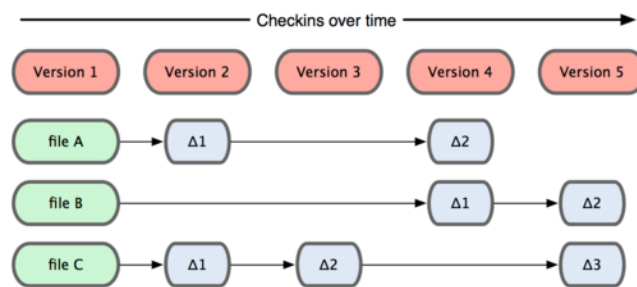 Checkins over time
Version 1 Version 2 Version 3 Version 4 Version 5
file A Δ1 Δ2
file B Δ1 Δ2
file C Δ1 Δ2 Δ3